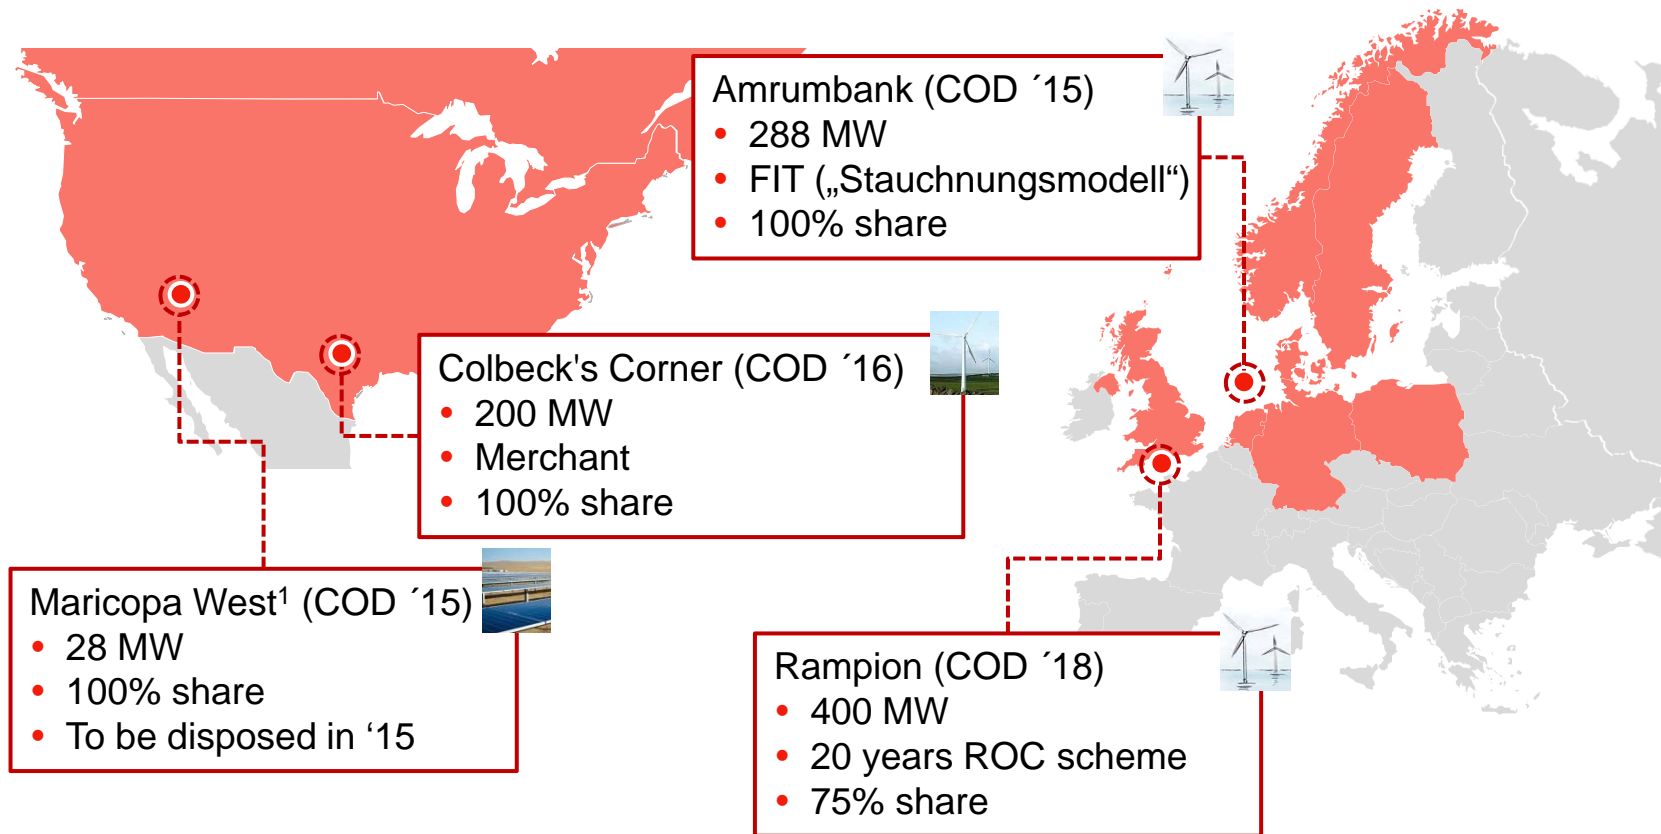 Amrumbank (COD ´15)
• 288 MW
• FIT („Stauchnungsmodell“)
• 100% share
Colbeck's Corner (COD ´16)
• 200 MW
• Merchant
• 100% share
Maricopa West¹ (COD ´15)
• 28 MW
• 100% share
• To be disposed in ‘15
Rampion (COD ´18)
• 400 MW
• 20 years ROC scheme
• 75% share